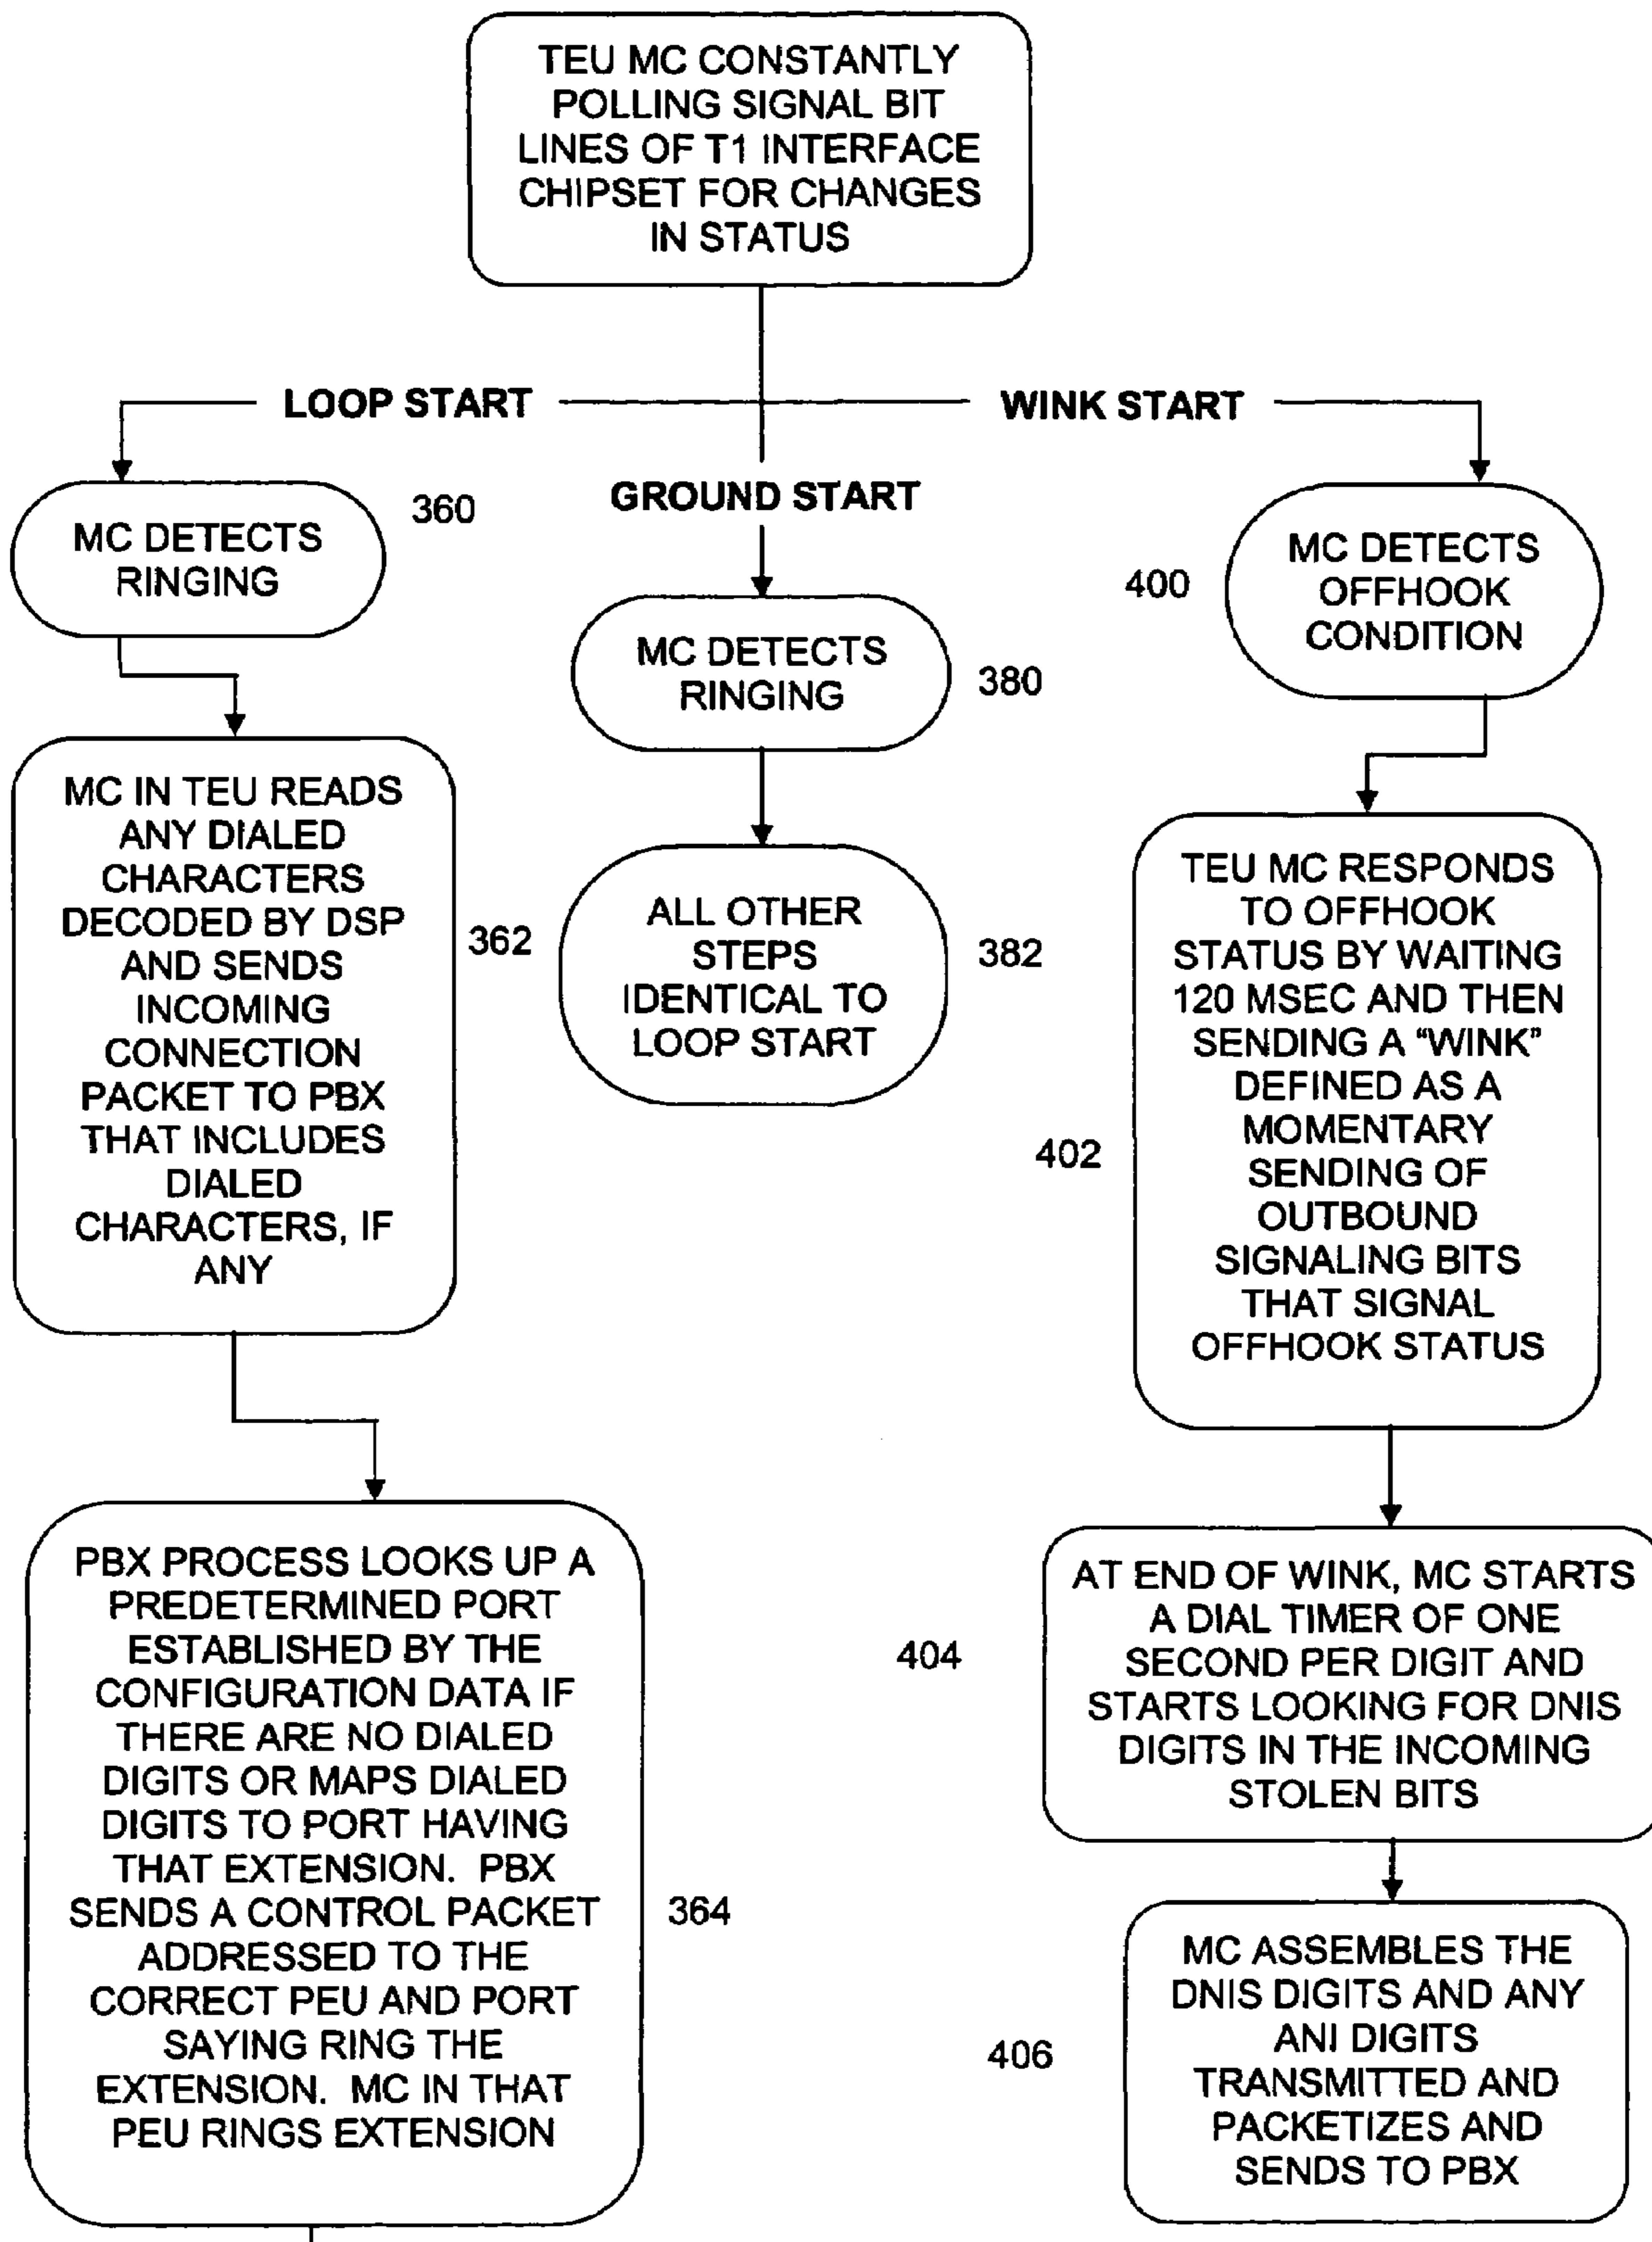 TEU MC CONSTANTLY
POLLING SIGNAL BIT
LINES OF T1 INTERFACE
CHIPSET FOR CHANGES
IN STATUS
LOOP START
WINK START
GROUND START
MC DETECTS
RINGING
360
MC DETECTS
RINGING
380
400
MC DETECTS
OFFHOOK
CONDITION
MC IN TEU READS
ANY DIALED
CHARACTERS
DECODED BY DSP
AND SENDS
INCOMING
CONNECTION
PACKET TO PBX
THAT INCLUDES
DIALED
CHARACTERS, IF
ANY
362
ALL OTHER
STEPS
IDENTICAL TO
LOOP START
382
TEU MC RESPONDS
TO OFFHOOK
STATUS BY WAITING
120 MSEC AND THEN
SENDING A “WINK”
DEFINED AS A
MOMENTARY
SENDING OF
OUTBOUND
SIGNALING BITS
THAT SIGNAL
OFFHOOK STATUS
402
PBX PROCESS LOOKS UP A
PREDETERMINED PORT
ESTABLISHED BY THE
CONFIGURATION DATA IF
THERE ARE NO DIALED
DIGITS OR MAPS DIALED
DIGITS TO PORT HAVING
THAT EXTENSION. PBX
SENDS A CONTROL PACKET
ADDRESSED TO THE
CORRECT PEU AND PORT
SAYING RING THE
EXTENSION. MC IN THAT
PEU RINGS EXTENSION
364
404
AT END OF WINK, MC STARTS
A DIAL TIMER OF ONE
SECOND PER DIGIT AND
STARTS LOOKING FOR DNIS
DIGITS IN THE INCOMING
STOLEN BITS
406
MC ASSEMBLES THE
DNIS DIGITS AND ANY
ANI DIGITS
TRANSMITTED AND
PACKETIZES AND
SENDS TO PBX